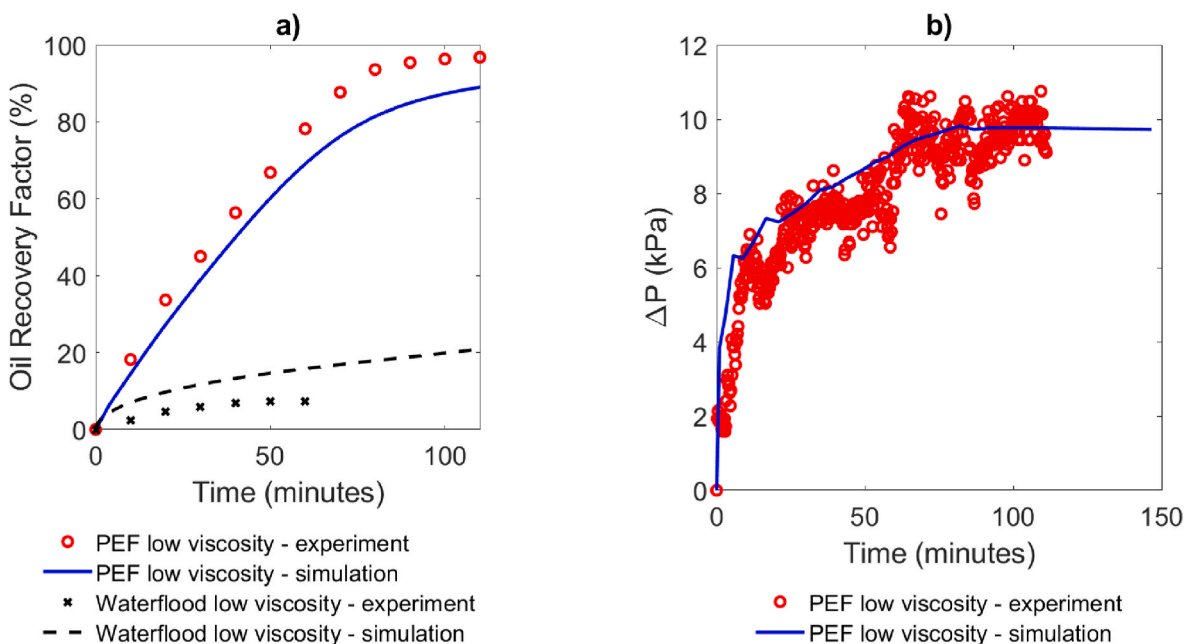 a)
Oil Recovery Factor (%)
100
80
60
40
20
0
0
50
100
Time (minutes)
PEF low viscosity - experiment
PEF low viscosity - simulation
Waterflood low viscosity - experiment
Waterflood low viscosity - simulation
b)
ΔP (kPa)
12
10
8
6
4
2
0
0
50
100
150
Time (minutes)
PEF low viscosity - experiment
PEF low viscosity - simulation